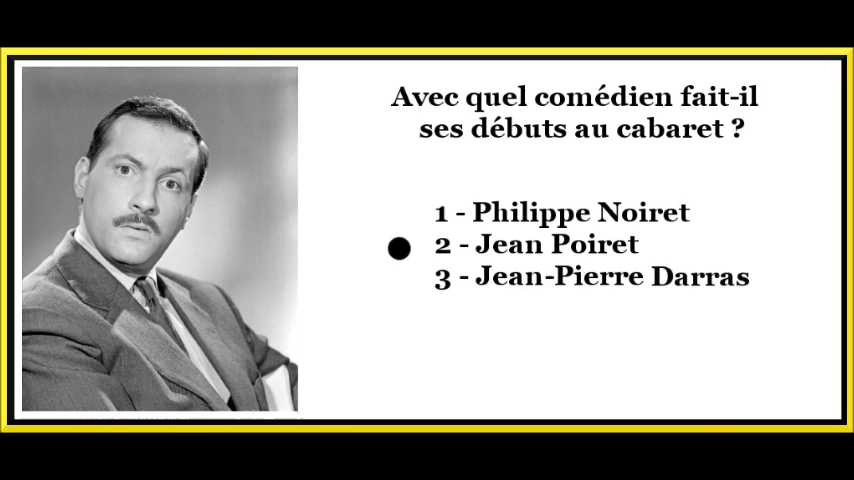 Avec quel comédien fait-il
ses débuts au cabaret ?
1 - Philippe Noiret
2 - Jean Poiret
3 - Jean-Pierre Darras